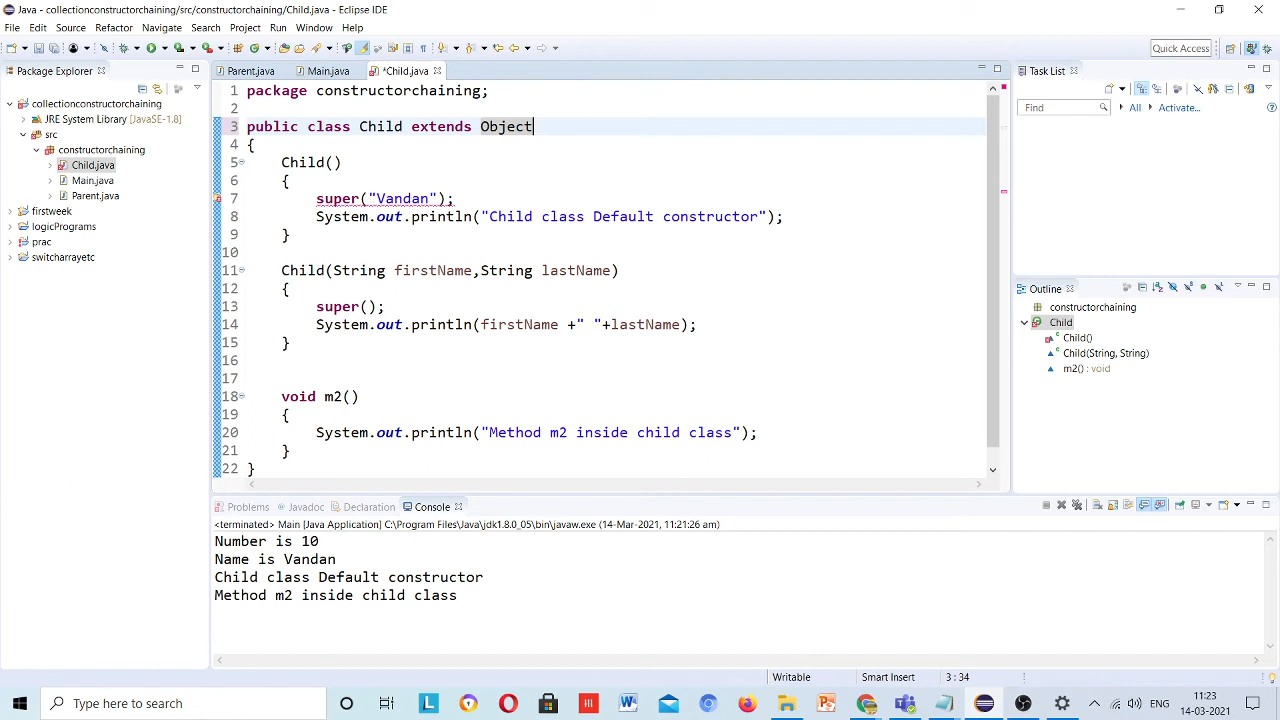 Java - collectionconstructorchaining/src/constructorchaining/Child.java - Eclipse IDE
File Edit Source Refactor Navigate Search Project Run Window Help
Quick Access
Package Explorer
collectionconstructorchaining
JRE System Library [JavaSE-1.8]
src
constructorchaining
Child.java
Main.java
Parent.java
firstweek
logicPrograms
prac
switcharrayetc
Parent.java Main.java *Child.java
1 package constructorchaining;
2
3 public class Child extends Object
4 {
5 Child()
6 {
7 super("Vandan");
8 System.out.println("Child class Default constructor");
9 }
10
11 Child(String firstName,String lastName)
12 {
13 super();
14 System.out.println(firstName +" "+lastName);
15 }
16
17
18 void m2()
19 {
20 System.out.println("Method m2 inside child class");
21 }
22 }
Task List
Find All Activate...
Outline
constructorchaining
Child
Child()
Child(String, String)
m2() : void
Problems Javadoc Declaration Console
<terminated> Main [Java Application] C:\Program Files\Java\jdk1.8.0_05\bin\javaw.exe (14-Mar-2021, 11:21:26 am)
Number is 10
Name is Vandan
Child class Default constructor
Method m2 inside child class
Writable Smart Insert 3 : 34
Type here to search
11:23
14-03-2021